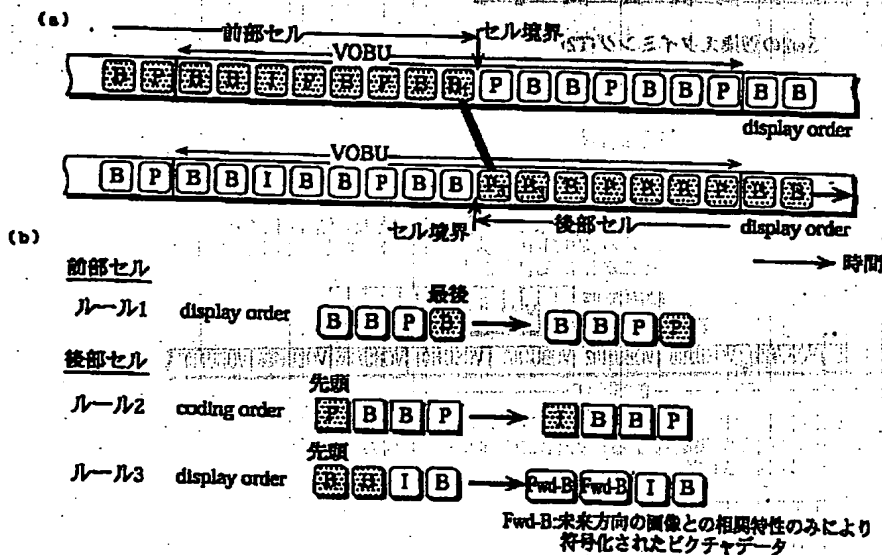 (a)
前部セル セル境界
VOBU
B P B B I P B P B B P B B P B B P B B
display order
VOBU
B P B B I B B P B B P B B P B B P B B
セル境界 後部セル display order
(b)
時間
前部セル
最後
ルール1 display order B B P B B B P P
後部セル
先頭
ルール2 coding order P B B P I B B P
先頭
ルール3 display order B B I B Fwd-B Fwd-B I B
Fwd-B:未来方向の画像との相関特性のみにより
符号化されたピクチャデータ